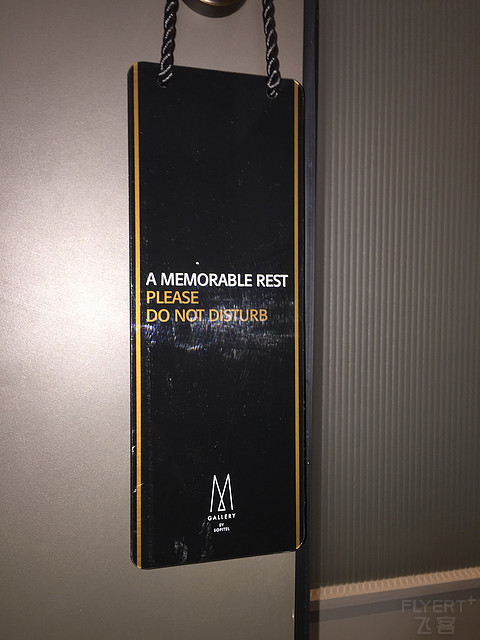 A MEMORABLE REST
PLEASE
DO NOT DISTURB
M
GALLERY
BY
SOFITEL
FLYERT+
飞客